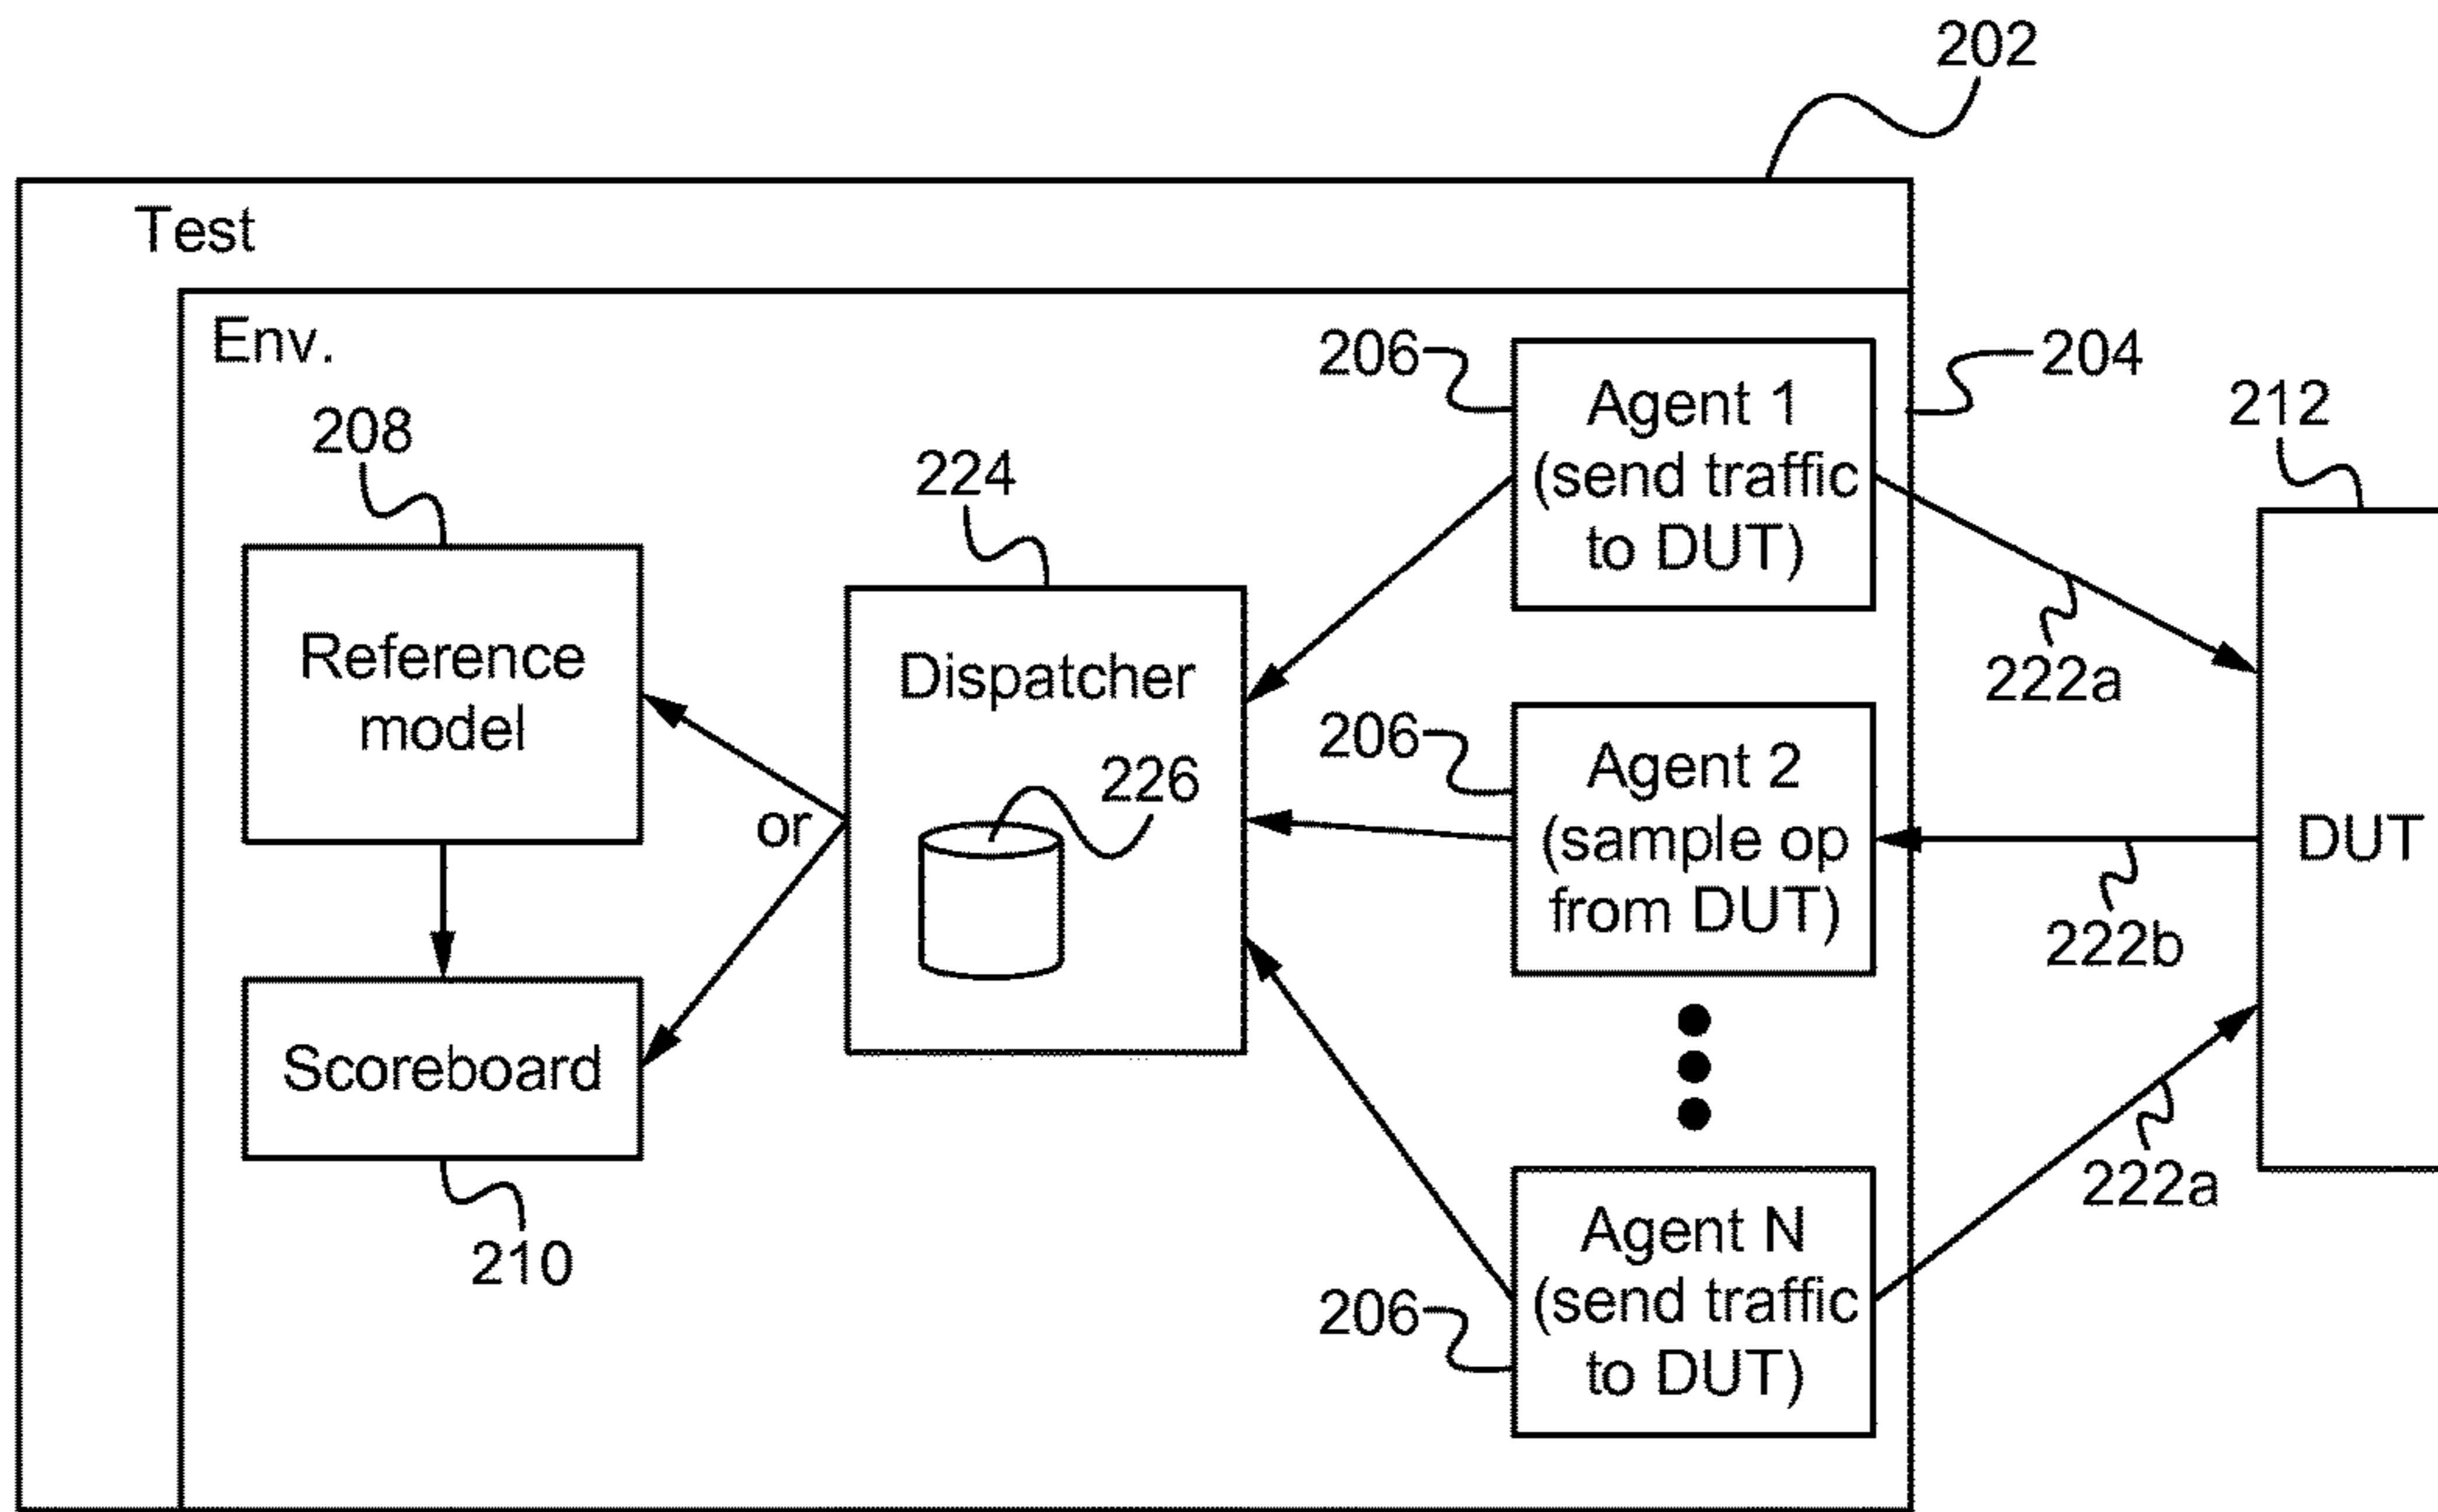 202
Test
Env.
206
Agent 1
(send traffic
to DUT)
204
212
208
224
222a
Reference
model
Dispatcher
226
or
206
Agent 2
(sample op
from DUT)
222b
DUT
Scoreboard
210
222a
206
Agent N
(send traffic
to DUT)